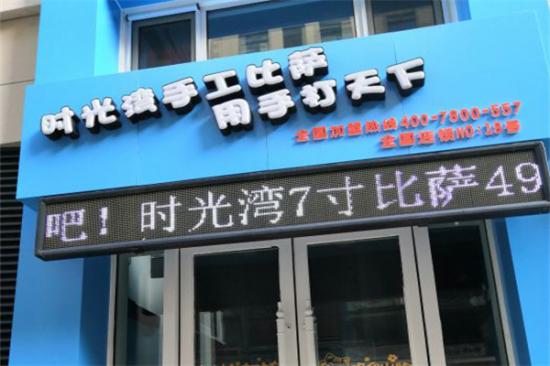 时光湾手工比萨
用手打天下
全国加盟热线400-7800-557
全国连锁NO:19号
吧！时光湾7寸比萨49